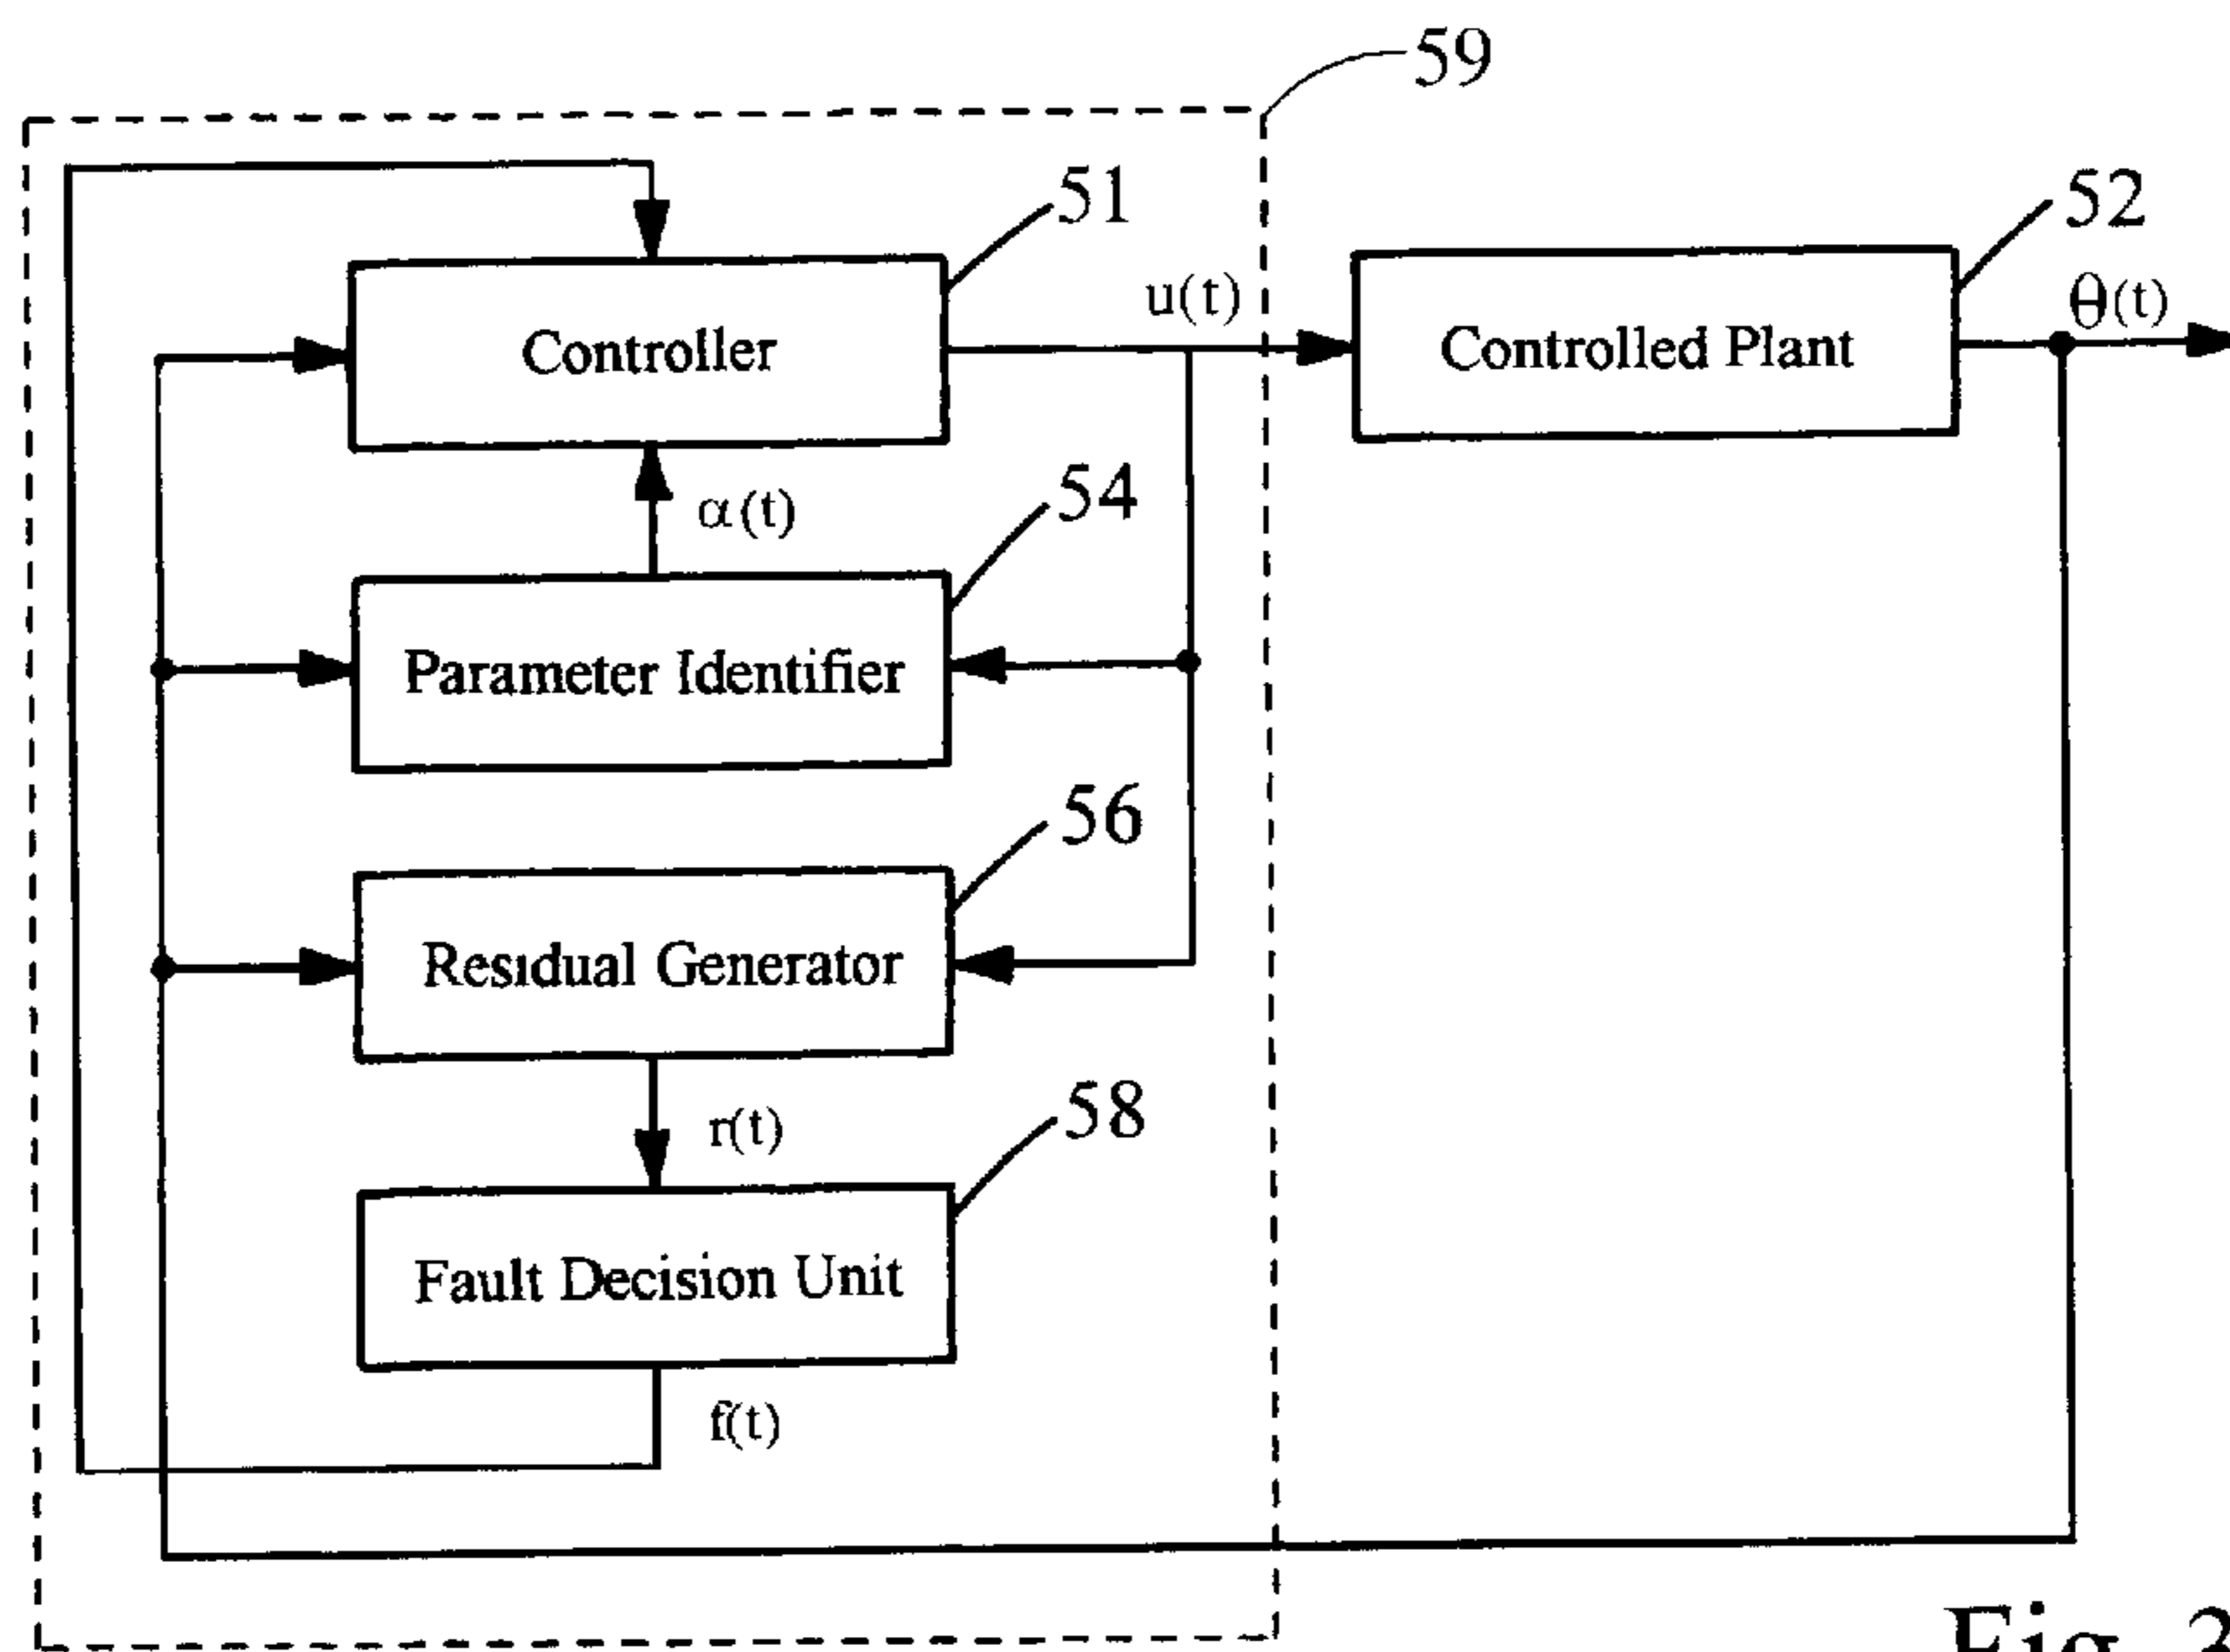 59
51
52
u(t)
θ(t)
Controller
Controlled Plant
α(t)
54
Parameter Identifier
56
Residual Generator
r(t)
58
Fault Decision Unit
f(t)